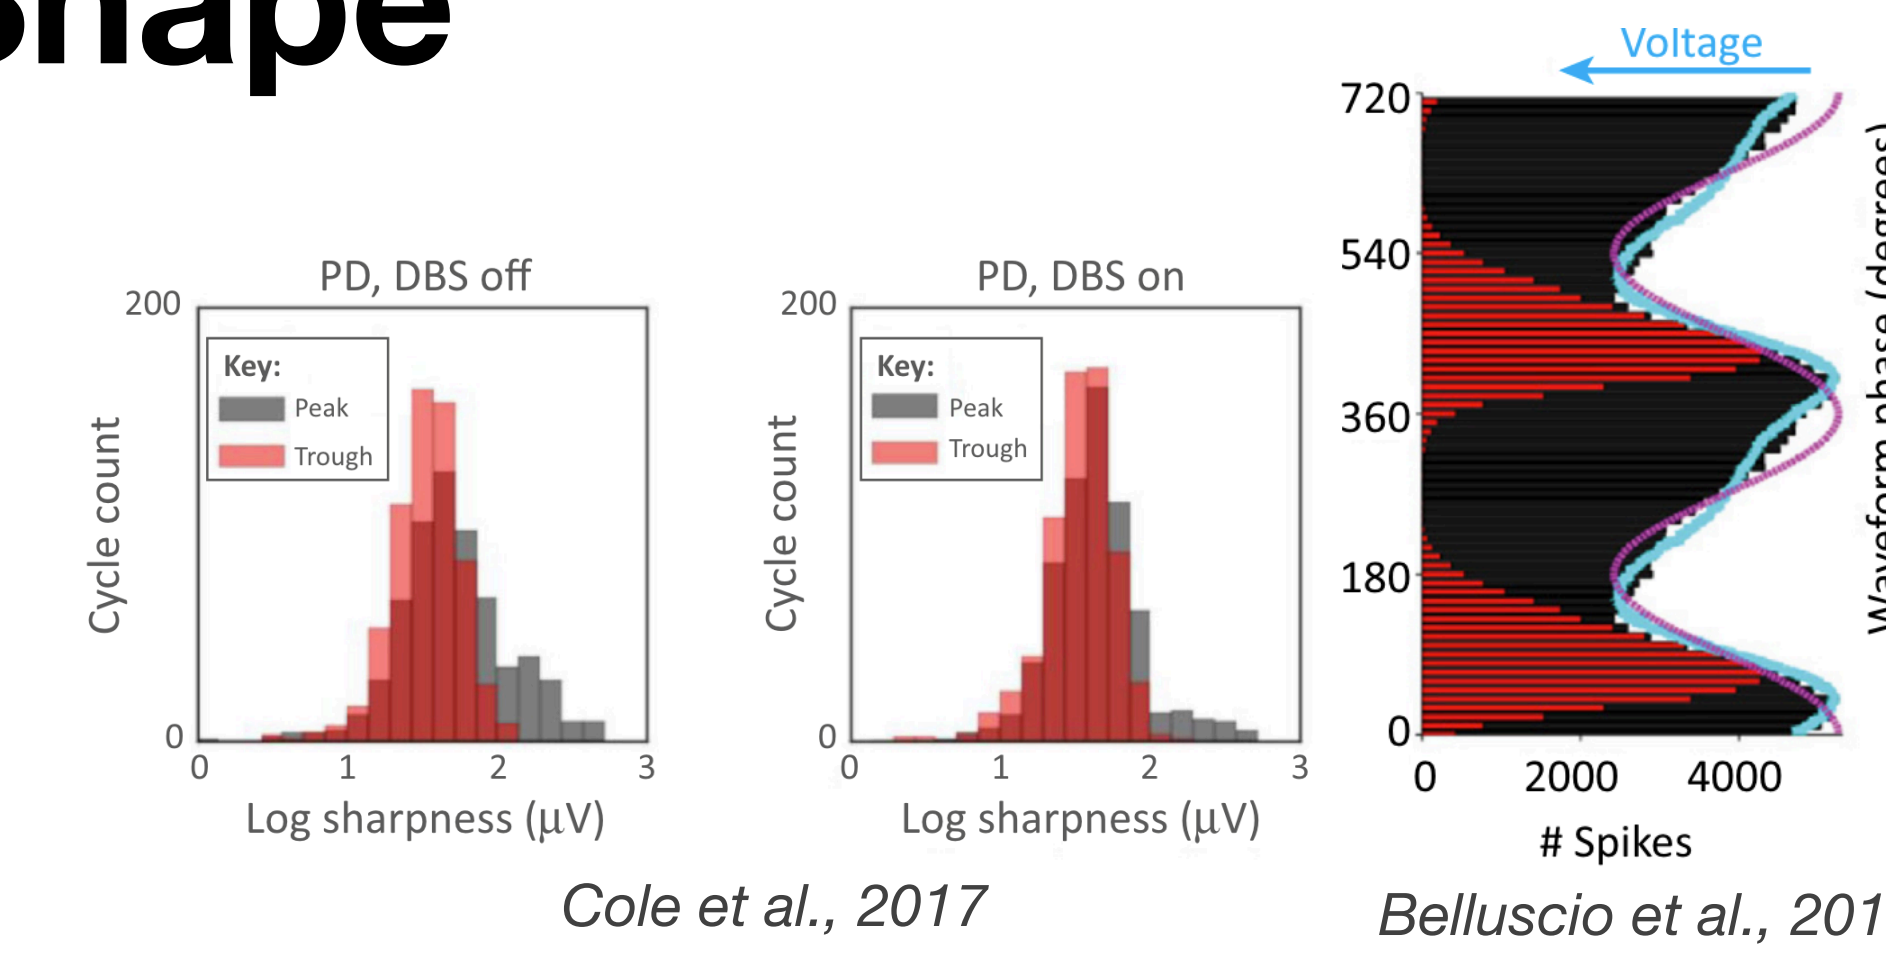 Voltage
PD, DBS off
200
Key:
Peak
Trough
Cycle count
0
0 1 2 3
Log sharpness (µV)
PD, DBS on
200
Key:
Peak
Trough
Cycle count
0
0 1 2 3
Log sharpness (µV)
Cole et al., 2017
720
540
360
180
0
0 2000 4000
# Spikes
Waveform phase (degrees)
Belluscio et al., 201